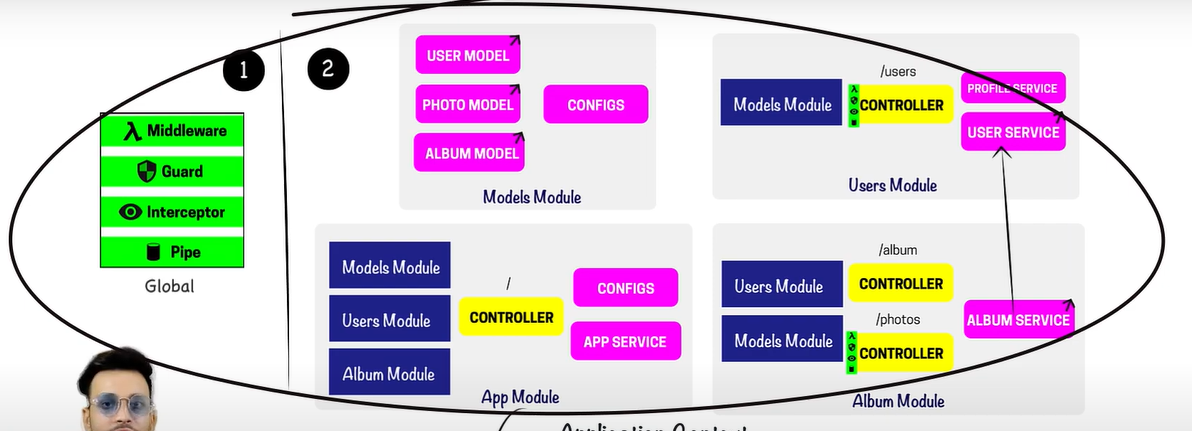 1
2
λ Middleware
Guard
Interceptor
Pipe
Global
USER MODEL
PHOTO MODEL
ALBUM MODEL
CONFIGS
Models Module
/users
Models Module
CONTROLLER
PROFILE SERVICE
USER SERVICE
Users Module
Models Module
Users Module
Album Module
/
CONTROLLER
CONFIGS
APP SERVICE
App Module
/album
Users Module
CONTROLLER
/photos
Models Module
CONTROLLER
ALBUM SERVICE
Album Module
Application Context